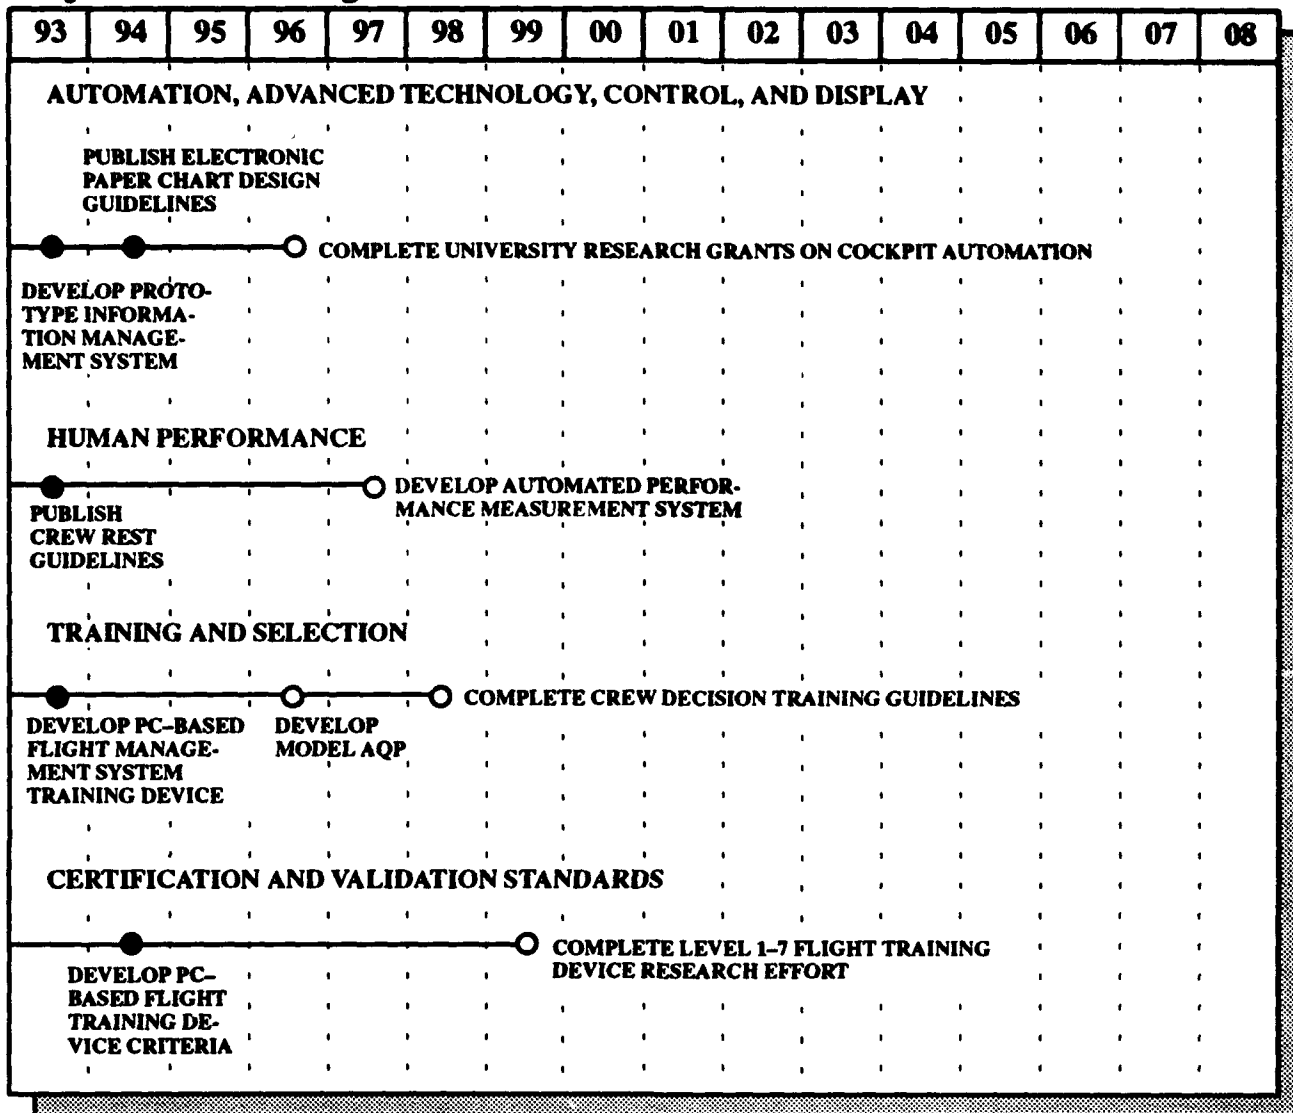 93 94 95 96 97 98 99 00 01 02 03 04 05 06 07 08
AUTOMATION, ADVANCED TECHNOLOGY, CONTROL, AND DISPLAY
PUBLISH ELECTRONIC
PAPER CHART DESIGN
GUIDELINES
COMPLETE UNIVERSITY RESEARCH GRANTS ON COCKPIT AUTOMATION
DEVELOP PROTO-
TYPE INFORMA-
TION MANAGE-
MENT SYSTEM
HUMAN PERFORMANCE
DEVELOP AUTOMATED PERFOR-
MANCE MEASUREMENT SYSTEM
PUBLISH
CREW REST
GUIDELINES
TRAINING AND SELECTION
COMPLETE CREW DECISION TRAINING GUIDELINES
DEVELOP PC-BASED
FLIGHT MANAGE-
MENT SYSTEM
TRAINING DEVICE
DEVELOP
MODEL AQP
CERTIFICATION AND VALIDATION STANDARDS
COMPLETE LEVEL 1-7 FLIGHT TRAINING
DEVICE RESEARCH EFFORT
DEVELOP PC-
BASED FLIGHT
TRAINING DE-
VICE CRITERIA